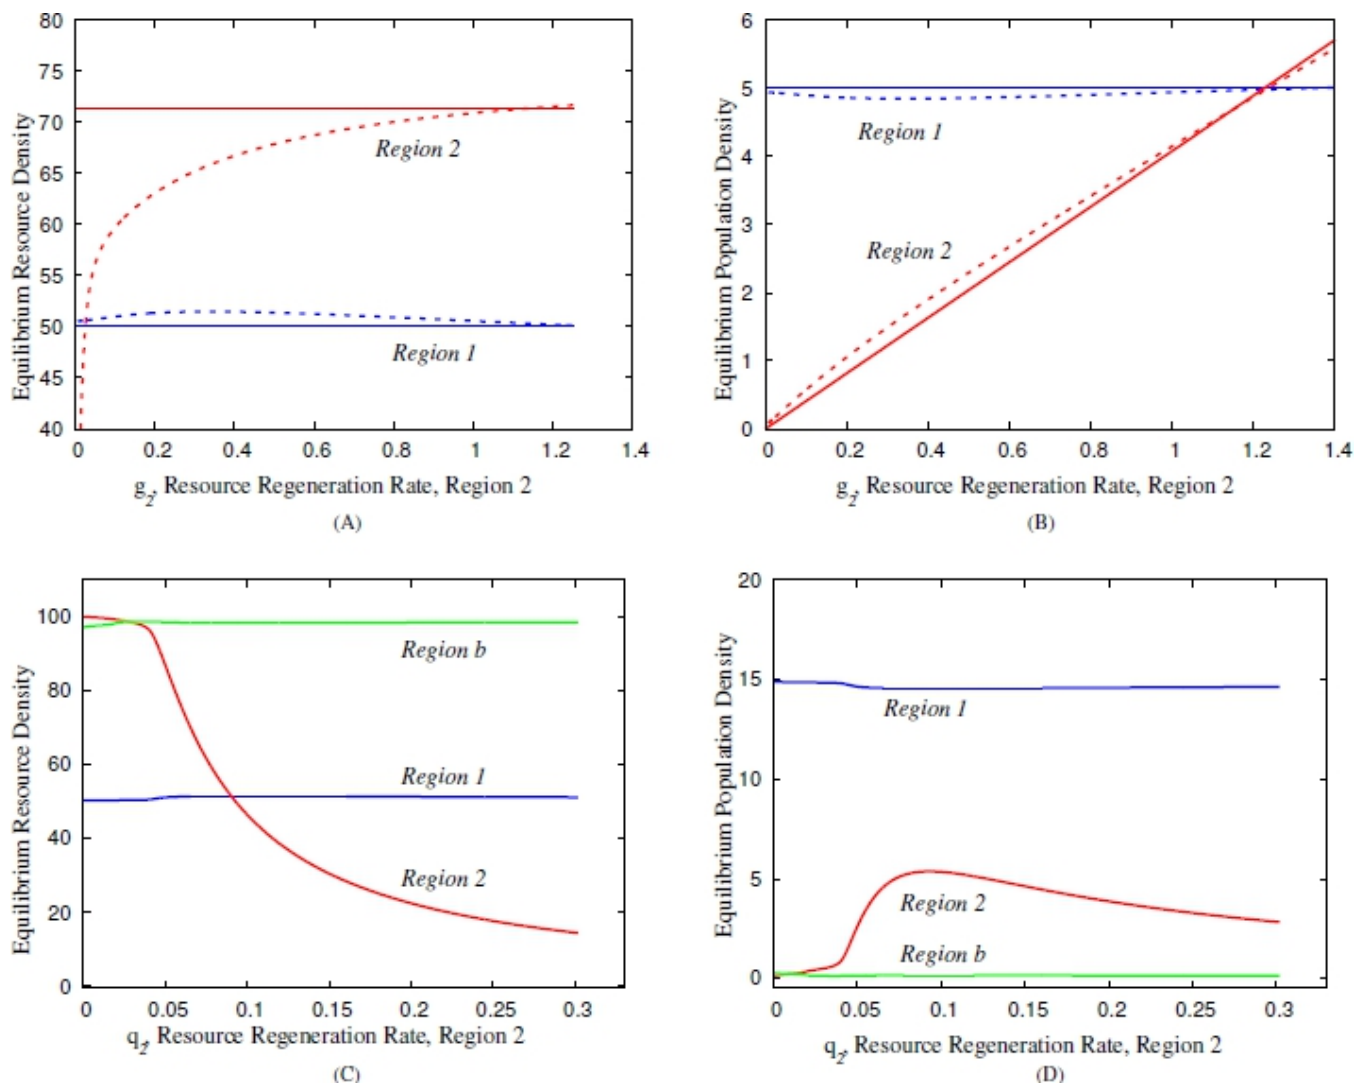 80
75
70
65
60
55
50
45
40
Equilibrium Resource Density
Region 2
Region 1
0 0.2 0.4 0.6 0.8 1 1.2 1.4
g2, Resource Regeneration Rate, Region 2
(A)
6
5
4
3
2
1
0
Equilibrium Population Density
Region 1
Region 2
0 0.2 0.4 0.6 0.8 1 1.2 1.4
g2, Resource Regeneration Rate, Region 2
(B)
100
80
60
40
20
0
Equilibrium Resource Density
Region b
Region 1
Region 2
0 0.05 0.1 0.15 0.2 0.25 0.3
q2, Resource Regeneration Rate, Region 2
(C)
20
15
10
5
0
Equilibrium Population Density
Region 1
Region 2
Region b
0 0.05 0.1 0.15 0.2 0.25 0.3
q2, Resource Regeneration Rate, Region 2
(D)